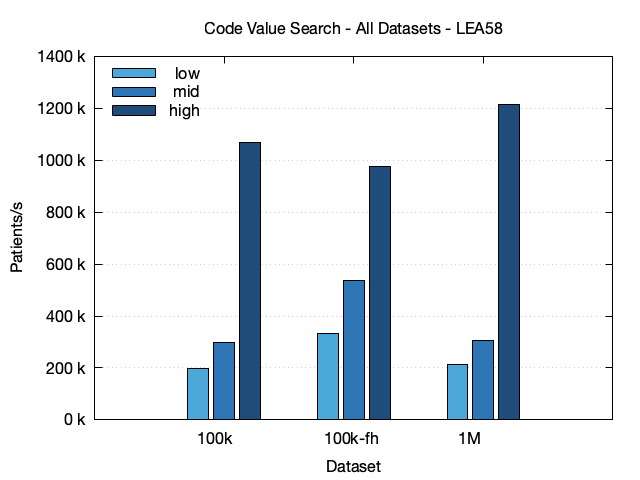 Code Value Search - All Datasets - LEA58
1400 k
1200 k
1000 k
800 k
600 k
400 k
200 k
0 k
Patients/s
low
mid
high
100k
100k-fh
1M
Dataset